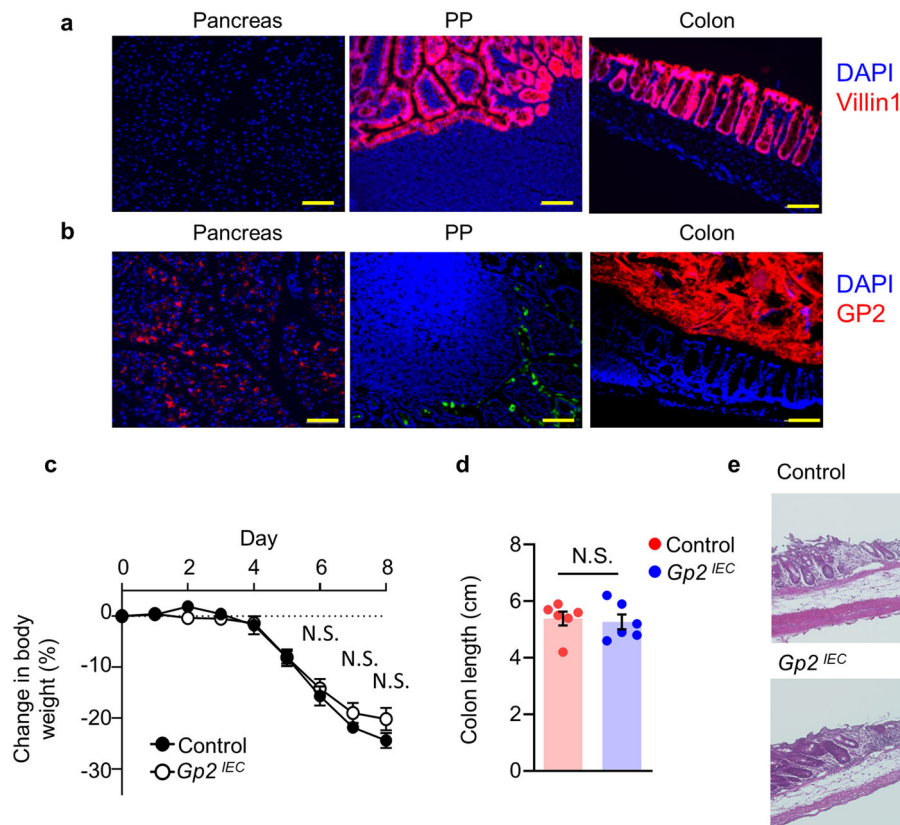 a
Pancreas
PP
Colon
DAPI
Villin1
b
Pancreas
PP
Colon
DAPI
GP2
c
Day
0 2 4 6 8
0
-10
-20
-30
Change in body
weight (%)
N.S.
N.S.
N.S.
Control
Gp2 IEC
d
8
6
4
2
0
Colon length (cm)
N.S.
Control
Gp2 IEC
e
Control
Gp2 IEC